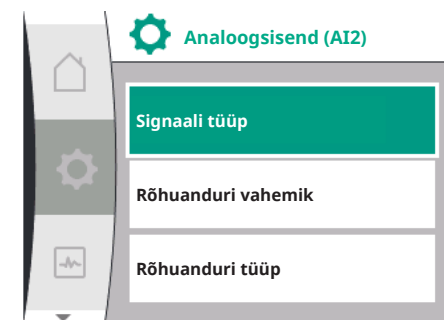 Analoogsisend (AI2)
Signaali tüüp
Rõhuanduri vahemik
Rõhuanduri tüüp